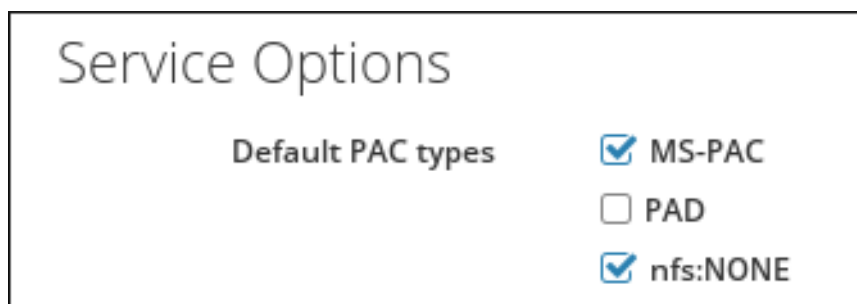 Service Options
Default PAC types MS-PAC
PAD
nfs:NONE